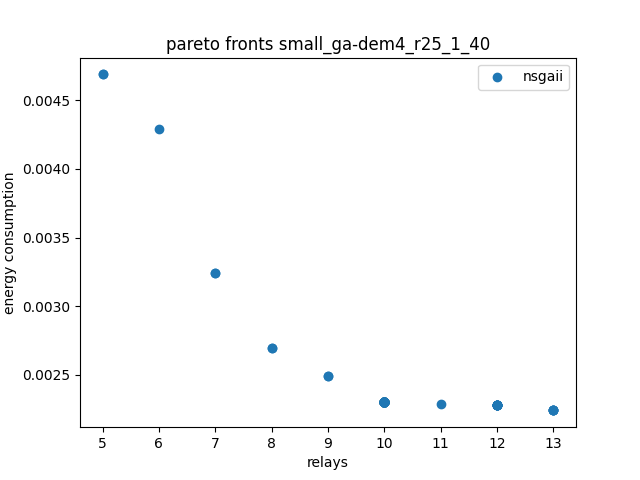 pareto fronts small_ga-dem4_r25_1_40
nsgaii
energy consumption
0.0045
0.0040
0.0035
0.0030
0.0025
5 6 7 8 9 10 11 12 13
relays